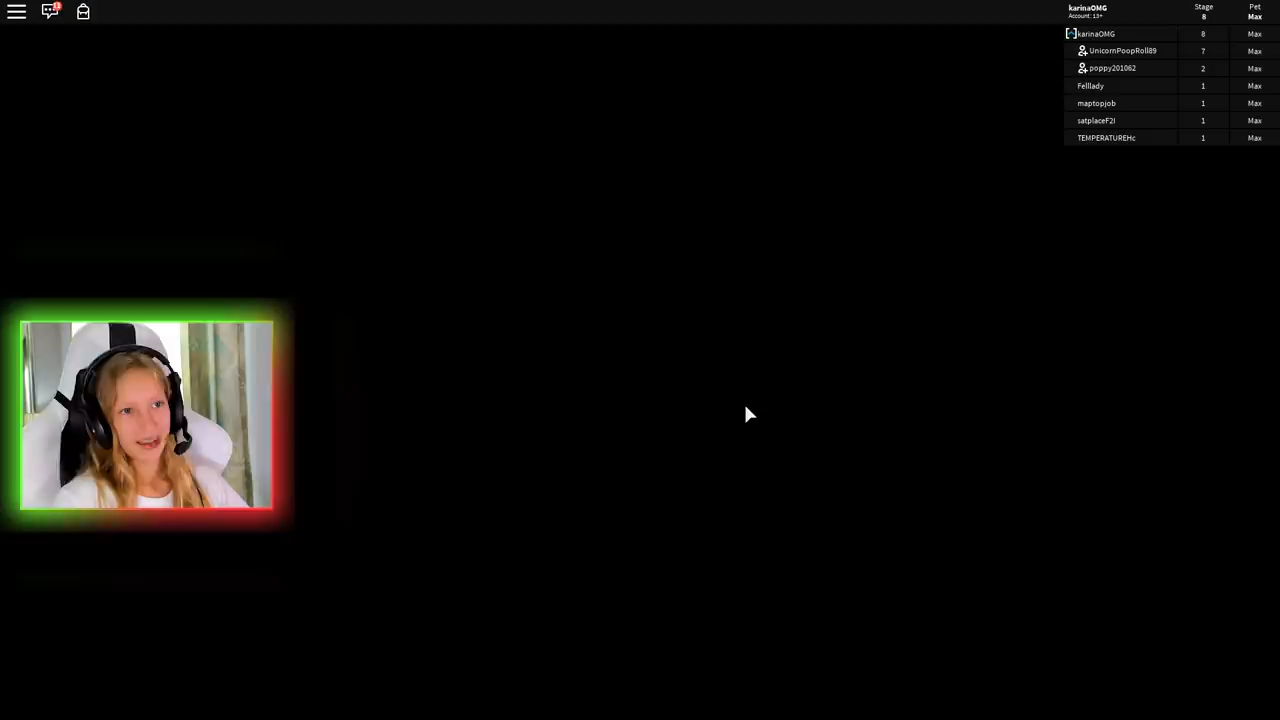 11
karinaOMG
Account: 13+
Stage
8
Pet
Max
karinaOMG 8 Max
UnicornPoopRoll89 7 Max
poppy201062 2 Max
Felllady 1 Max
maptopjob 1 Max
satplaceF2I 1 Max
TEMPERATUREHc 1 Max